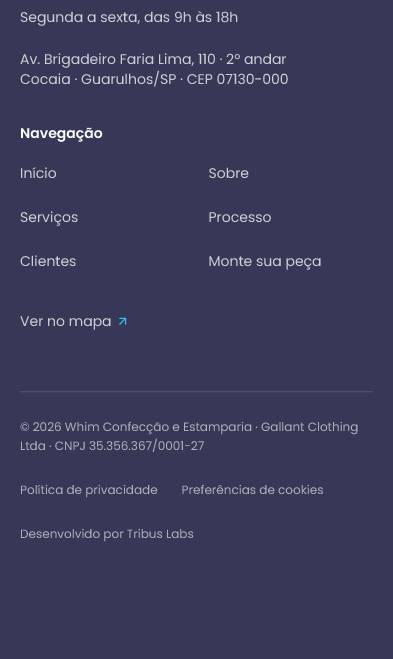 Segunda a sexta, das 9h às 18h
Av. Brigadeiro Faria Lima, 110 · 2º andar
Cocaia · Guarulhos/SP · CEP 07130-000
Navegação
Início
Sobre
Serviços
Processo
Clientes
Monte sua peça
Ver no mapa
© 2026 Whim Confecção e Estamparia · Gallant Clothing
Ltda · CNPJ 35.356.367/0001-27
Política de privacidade
Preferências de cookies
Desenvolvido por Tribus Labs